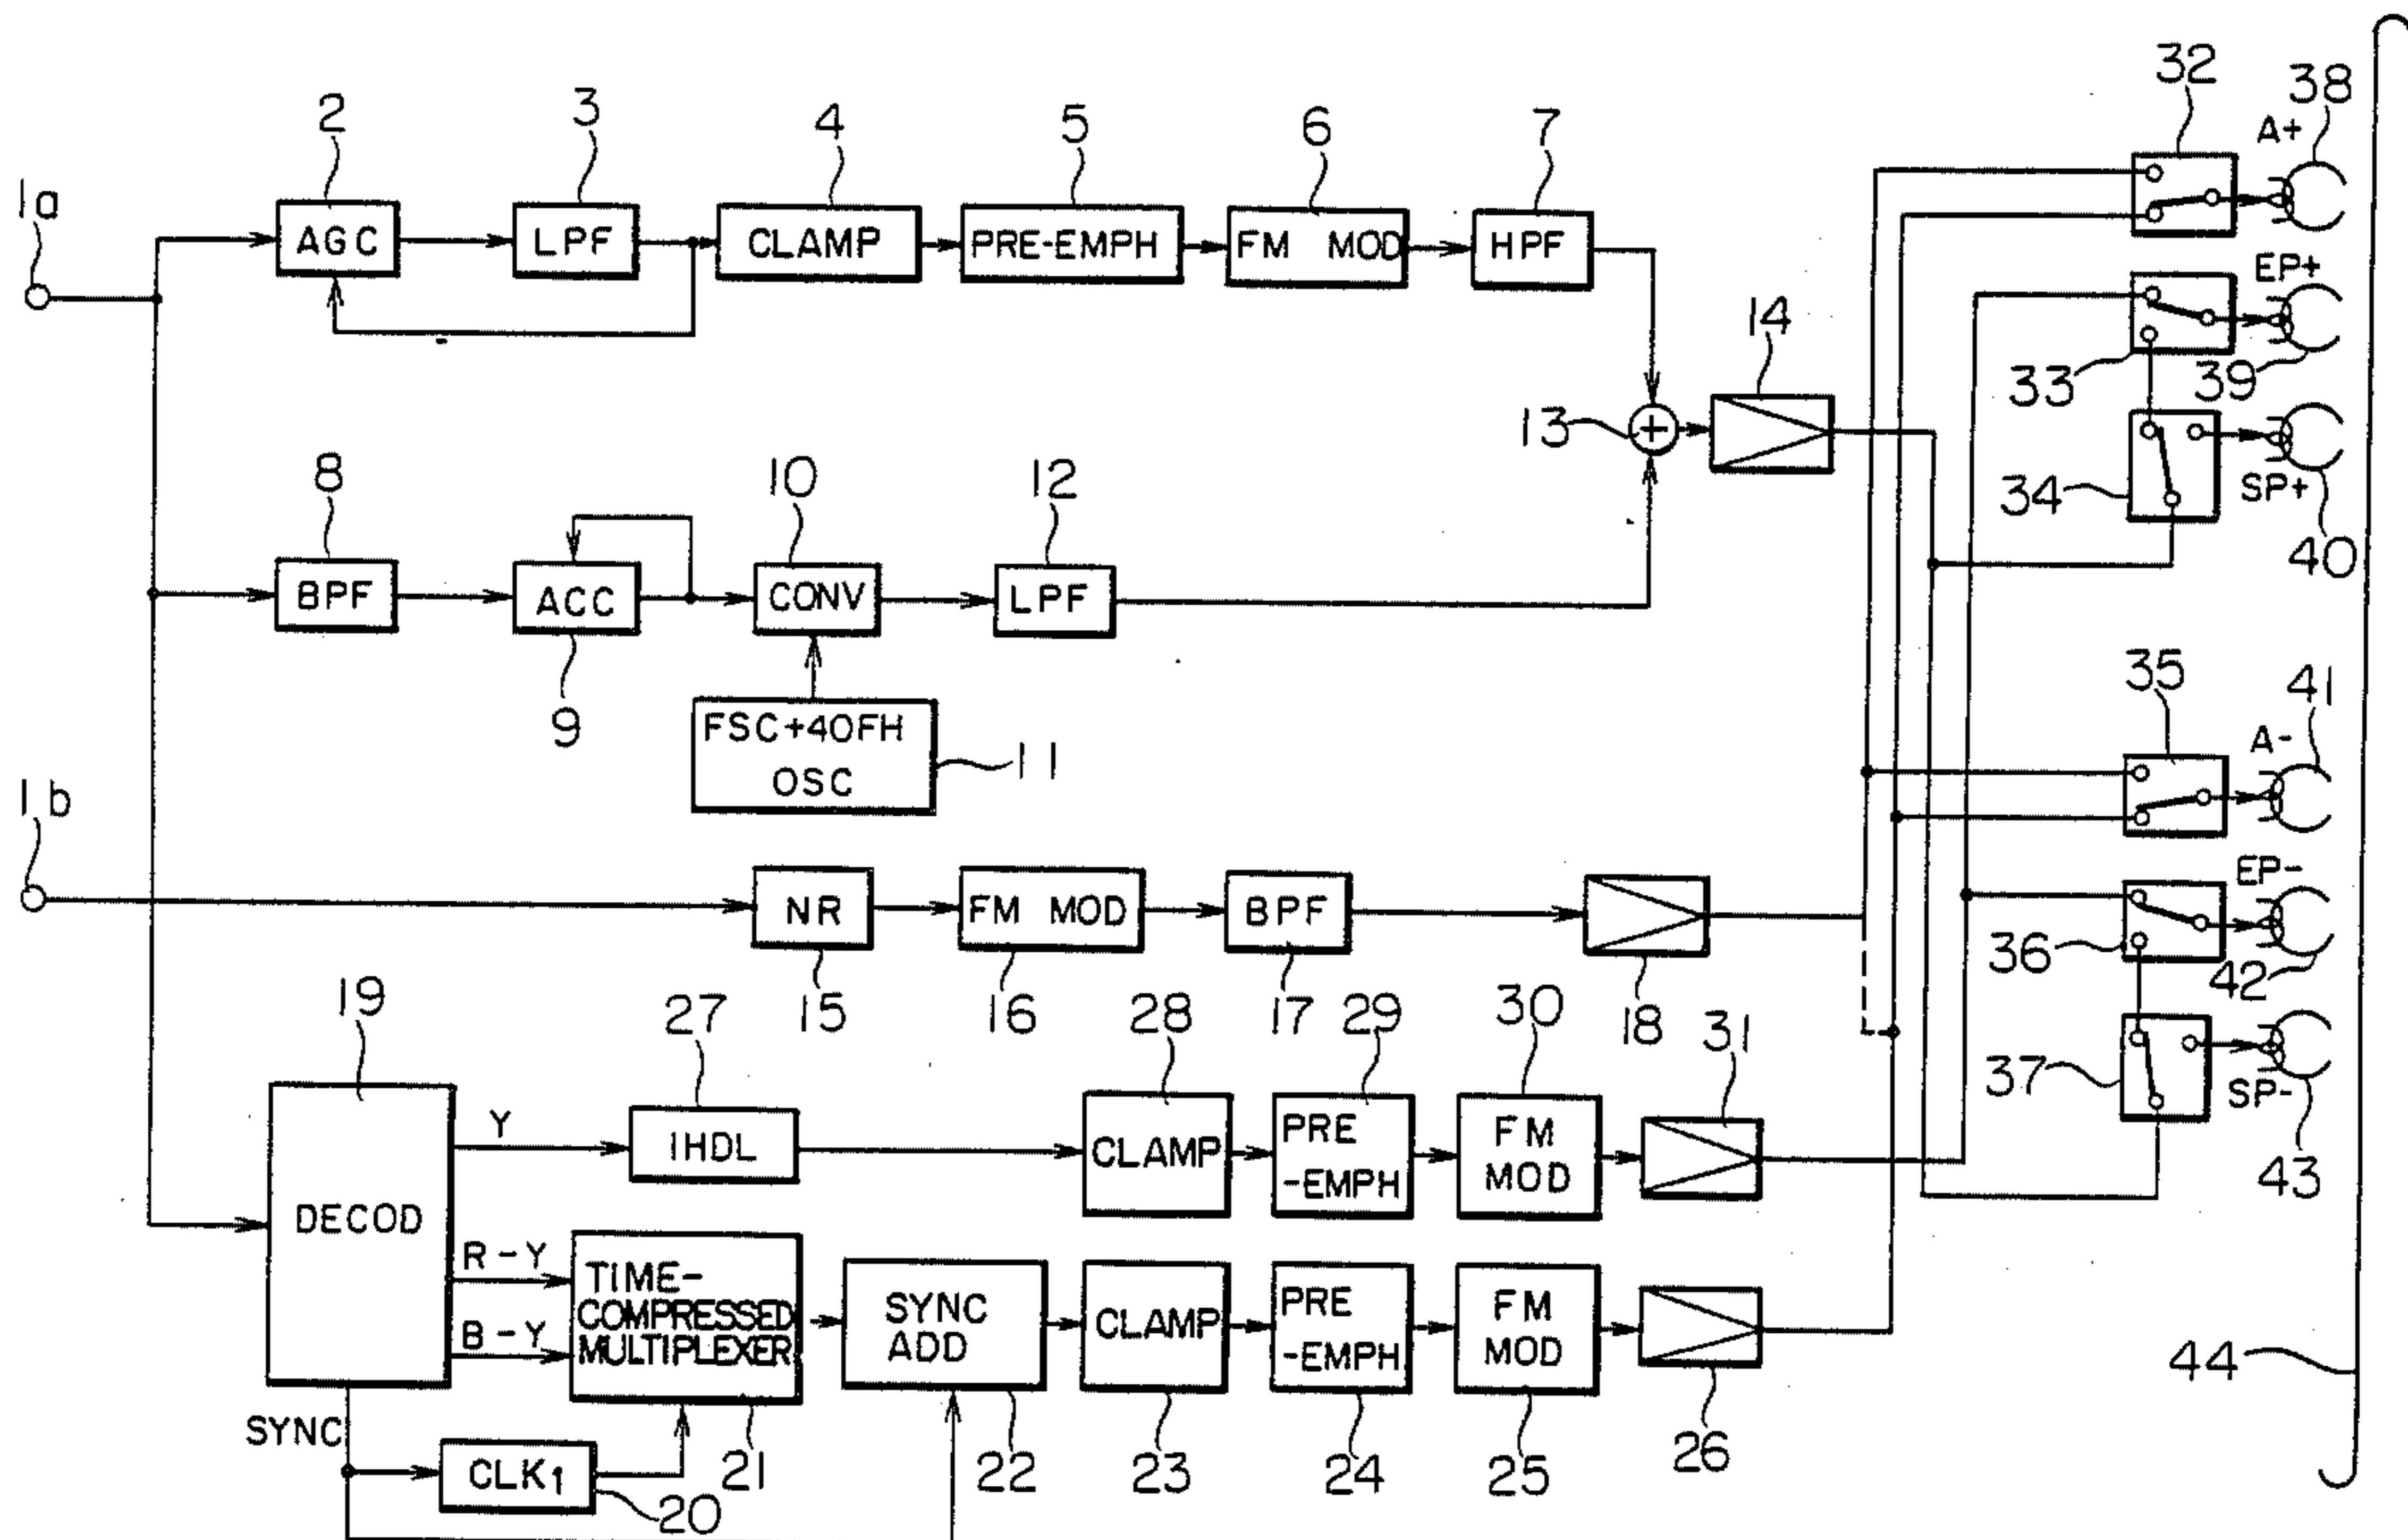 1a
2
3
4
5
6
7
AGC
LPF
CLAMP
PRE-EMPH
FM MOD
HPF
32
A+
38
33
EP+
39
14
13
+
34
SP+
40
8
10
12
BPF
ACC
CONV
LPF
9
FSC+40FH
OSC
11
35
A-
41
1b
NR
FM MOD
BPF
15
16
17
18
36
EP-
42
37
SP-
43
19
27
28
29
30
31
DECOD
Y
1HDL
CLAMP
PRE
-EMPH
FM
MOD
R-Y
B-Y
TIME-
COMPRESSED
MULTIPLEXER
SYNC
ADD
CLAMP
PRE
-EMPH
FM
MOD
SYNC
CLK1
20
21
22
23
24
25
26
44